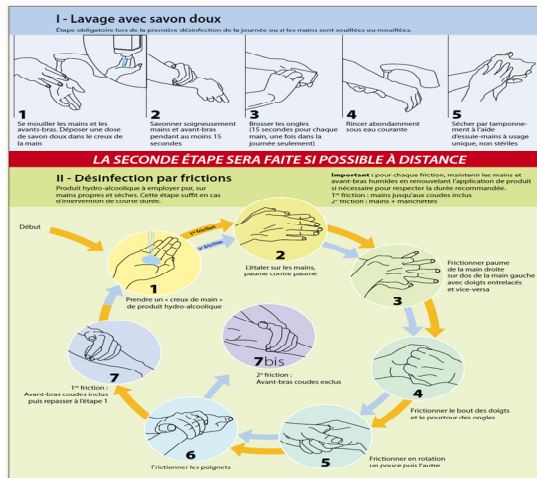 I - Lavage avec savon doux
Étape obligatoire lors de la première désinfection de la journée ou si les mains sont souillées ou mouillées.
1
Se mouiller les mains et les
avants-bras. Déposer une dose
de savon doux dans le creux de
la main
2
Savonner soigneusement
mains et avant-bras
pendant au moins 15
secondes
3
Brosser les ongles
(15 secondes pour chaque
main, une fois dans la
journée seulement)
4
Rincer abondamment
sous eau courante
5
Sécher par tamponne-
ment à l'aide
d'essuie-mains à usage
unique, non stériles
LA SECONDE ÉTAPE SERA FAITE SI POSSIBLE À DISTANCE
II - Désinfection par frictions
Produit hydro-alcoolique à employer pur, sur
mains propres et sèches. Cette étape suffit en cas
d'intervention de courte durée.
Important : pour chaque friction, maintenir les mains et
avant-bras humides en renouvelant l'application de produit
si nécessaire pour respecter la durée recommandée.
1re friction : mains jusqu'aux coudes inclus
2e friction : mains + manchettes
Début
1re friction
2e friction
1
Prendre un « creux de main »
de produit hydro-alcoolique
2
L'étaler sur les mains,
paume contre paume
3
Frictionner paume
de la main droite
sur dos de la main gauche
avec doigts entrelacés
et vice-versa
4
Frictionner le bout des doigts
et le pourtour des ongles
5
Frictionner en rotation
un pouce puis l'autre
6
Frictionner les poignets
7
1re friction :
Avant-bras coudes inclus
puis repasser à l'étape 1
7bis
2e friction :
Avant-bras coudes exclus